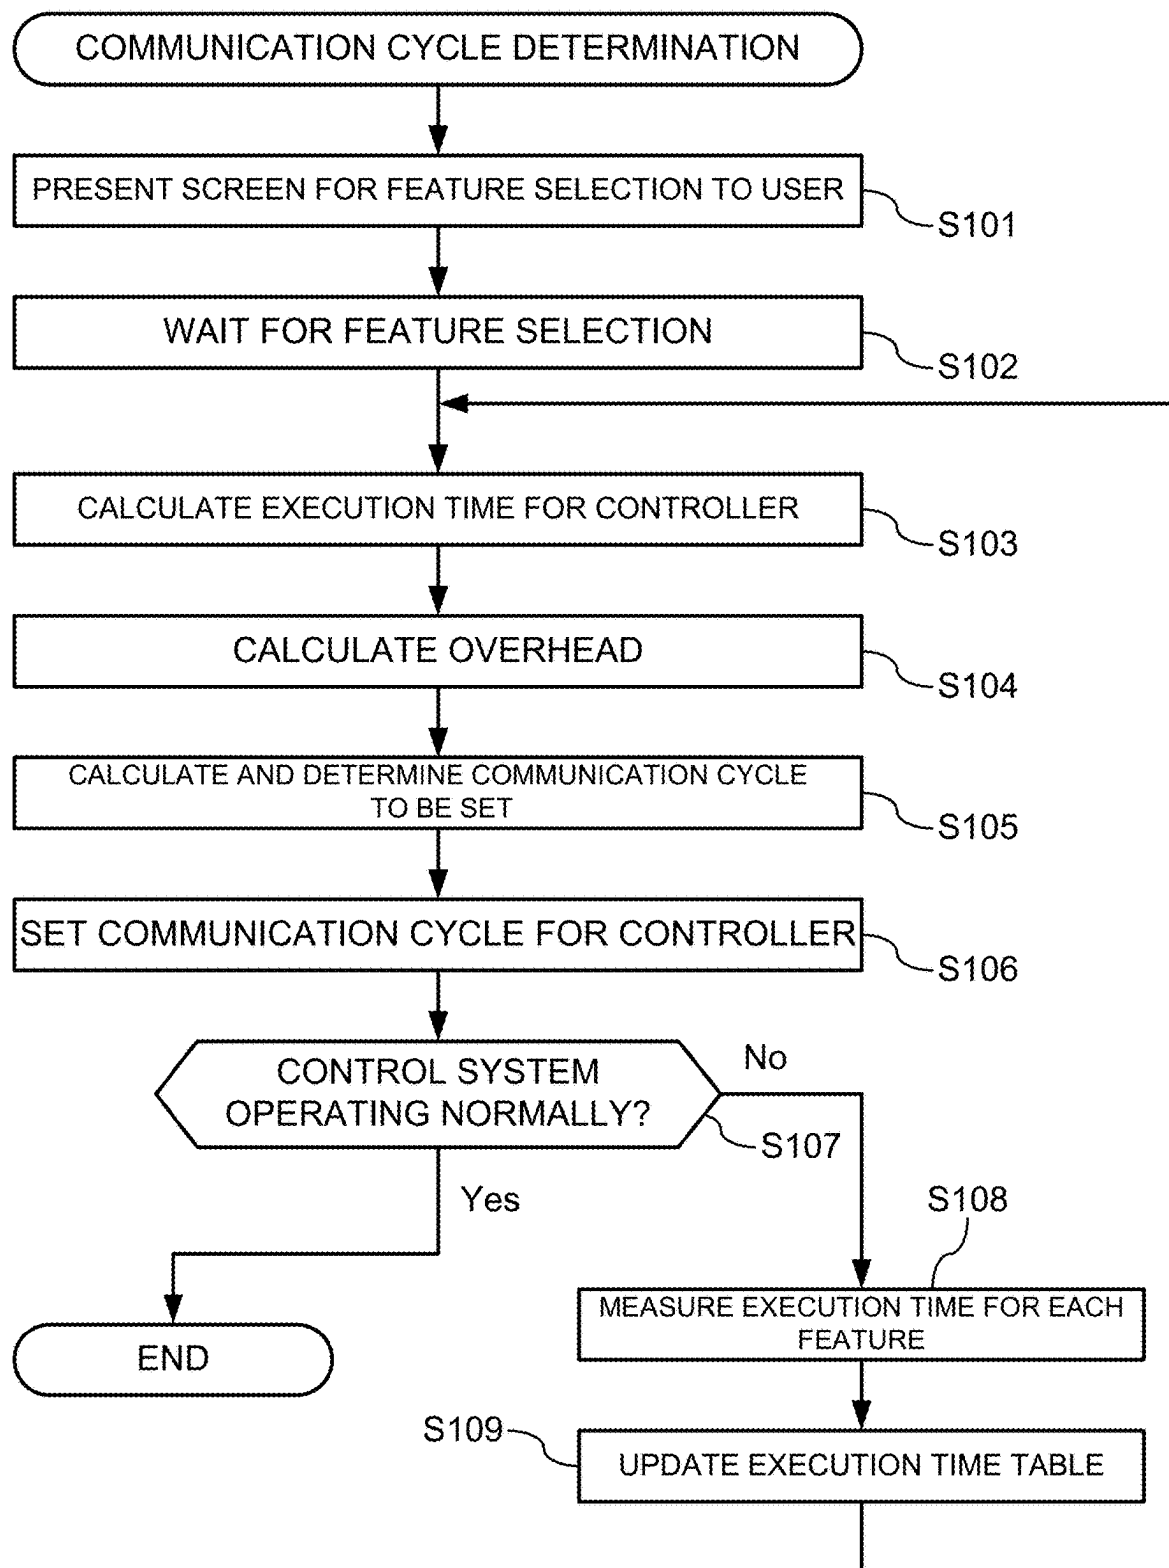 COMMUNICATION CYCLE DETERMINATION
PRESENT SCREEN FOR FEATURE SELECTION TO USER
S101
WAIT FOR FEATURE SELECTION
S102
CALCULATE EXECUTION TIME FOR CONTROLLER
S103
CALCULATE OVERHEAD
S104
CALCULATE AND DETERMINE COMMUNICATION CYCLE
TO BE SET
S105
SET COMMUNICATION CYCLE FOR CONTROLLER
S106
CONTROL SYSTEM
OPERATING NORMALLY?
No
S107
Yes
S108
MEASURE EXECUTION TIME FOR EACH
FEATURE
END
S109
UPDATE EXECUTION TIME TABLE